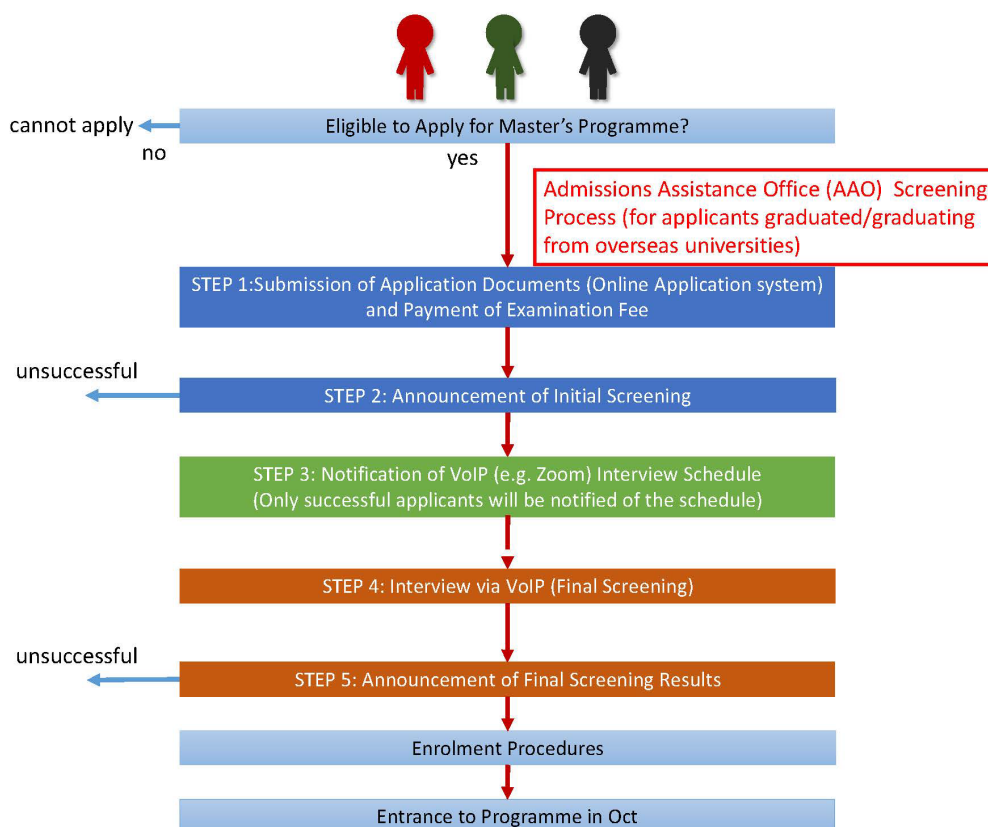 Eligible to Apply for Master's Programme?
cannot apply
no
yes
Admissions Assistance Office (AAO) Screening
Process (for applicants graduated/graduating
from overseas universities)
STEP 1:Submission of Application Documents (Online Application system)
and Payment of Examination Fee
unsuccessful
STEP 2: Announcement of Initial Screening
STEP 3: Notification of VoIP (e.g. Zoom) Interview Schedule
(Only successful applicants will be notified of the schedule)
STEP 4: Interview via VoIP (Final Screening)
unsuccessful
STEP 5: Announcement of Final Screening Results
Enrolment Procedures
Entrance to Programme in Oct